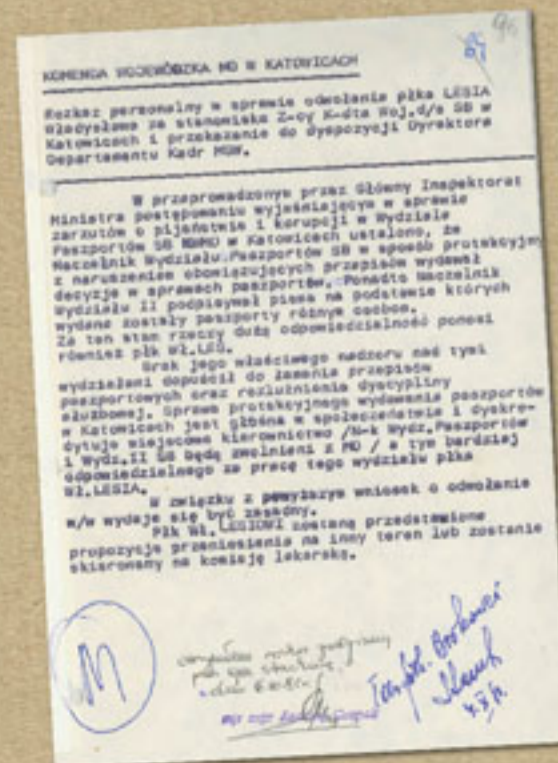 KOMENDA WOJEWÓDZKA MO W KATOWICACH
Rozkaz personalny w sprawie odwołania płka LESIA
Władysława ze stanowiska Z-cy K-dta Woj.d/s SB w
Katowicach i przekazanie do dyspozycji Dyrektora
Departamentu Kadr MSW.
W przeprowadzonym przez Główny Inspektorat
Ministra postępowaniu wyjaśniającym w sprawie
zarzutów o pijaństwie i korupcji w Wydziale
Paszportów SB KWMO w Katowicach ustalono, że
Naczelnik Wydziału Paszportów SB w sposób protekcyjny
z naruszeniem obowiązujących przepisów wydawał
decyzje w sprawach paszportów. Ponadto Naczelnik
Wydziału II podpisywał pisma na podstawie których
wydane zostały paszporty różnym osobom.
Za ten stan rzeczy dużą odpowiedzialność ponosi
również płk Wł.LEŚ.
Brak jego właściwego nadzoru nad tymi
wydziałami dopuścił do łamania przepisów
paszportowych oraz rozluźnienia dyscypliny
służbowej. Sprawa protekcyjnego wydawania paszportów
w Katowicach jest głośna w społeczeństwie i dyskre-
dytuje miejscowe kierownictwo /N-k Wydz.Paszportów
i Wydz.II SB będą zwolnieni z MO / a tym bardziej
odpowiedzialnego za pracę tego wydziału płka
Wł.LESIA.
W związku z powyższym wniosek o odwołanie
w/w wydaje się być zasadny.
Płk Wł. LESIOWI zostaną przedstawione
propozycje przeniesienia na inny teren lub zostanie
skierowany na komisję lekarską.
M